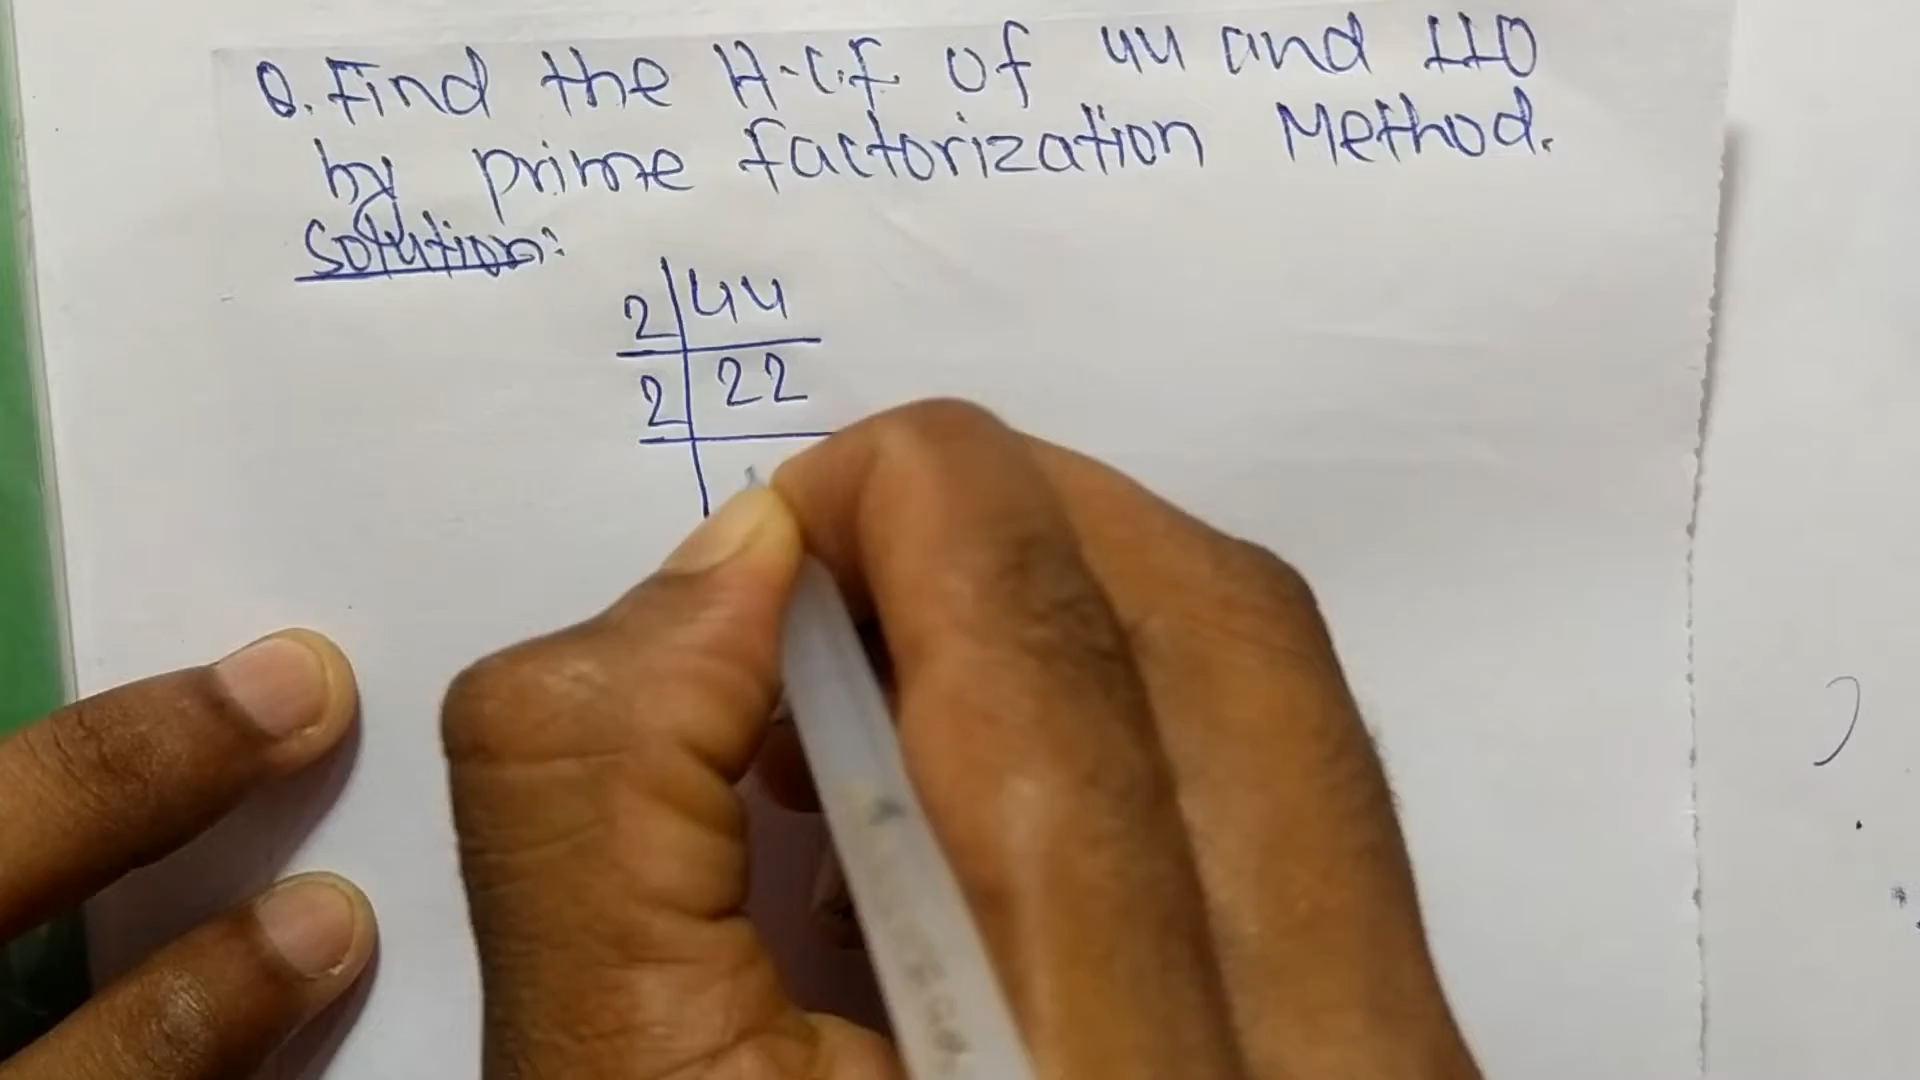 Q. Find the H.C.F of 44 and 110
by prime factorization Method.
Solution:
2 44
2 22